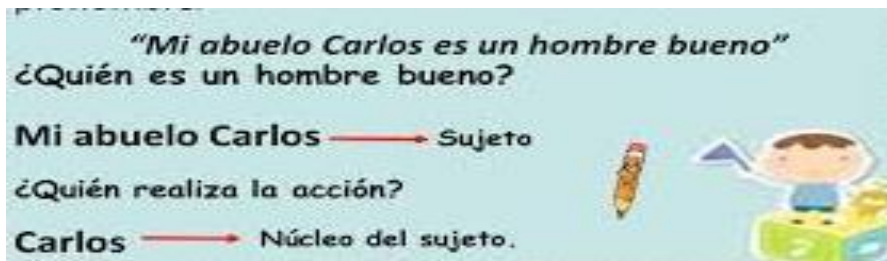 “Mi abuelo Carlos es un hombre bueno”
¿Quién es un hombre bueno?
Mi abuelo Carlos → Sujeto
¿Quién realiza la acción?
Carlos → Núcleo del sujeto.